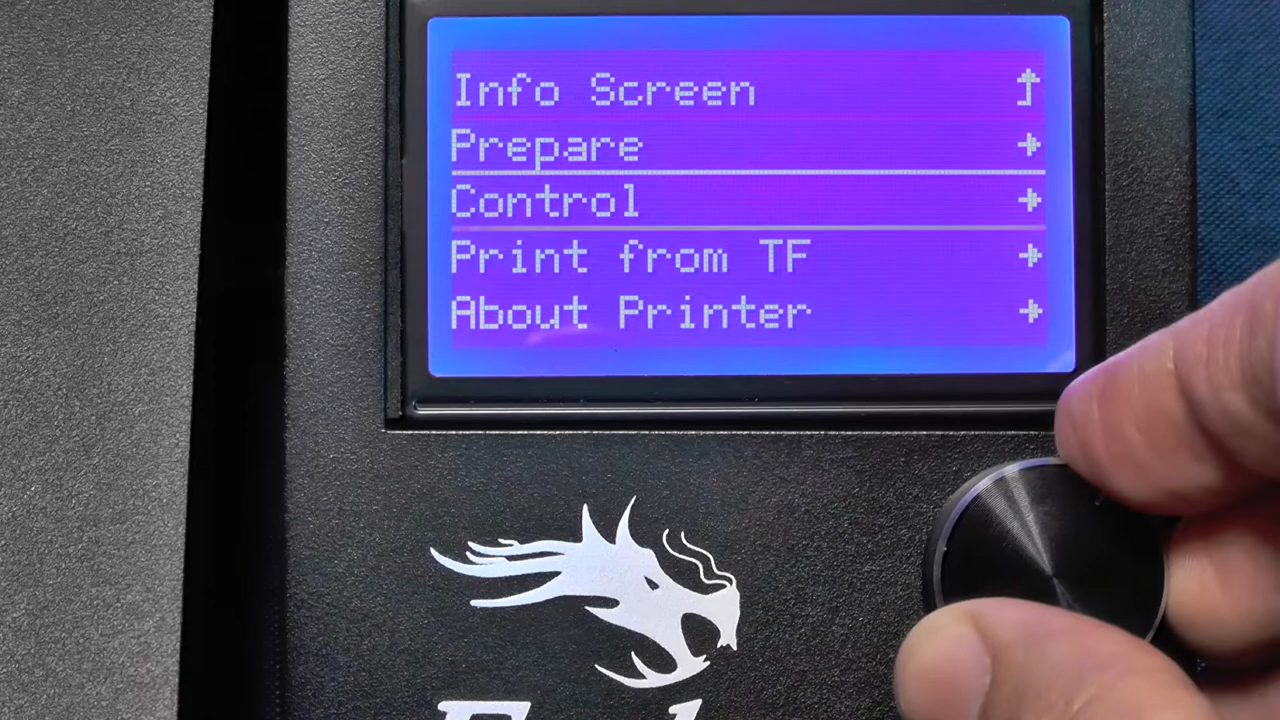 Info Screen
Prepare
Control
Print from TF
About Printer